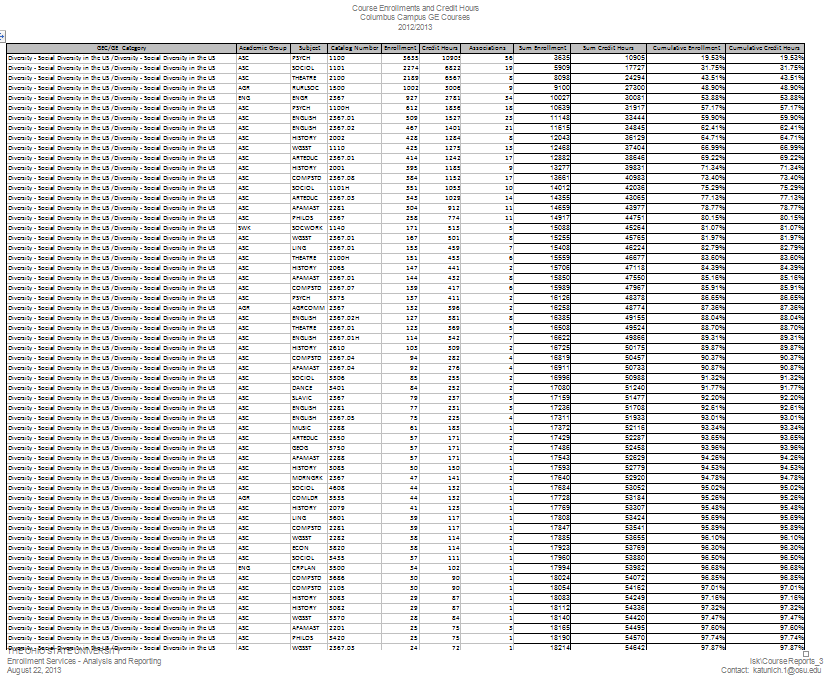 Course Enrollments and Credit Hours
Columbus Campus GE Courses
2012/2013
GEC/GE Category Academic Group Subject Catalog Number Enrollment Credit Hours Associations Sum Enrollment Sum Credit Hours Cumulative Enrollment Cumulative Credit Hours
Diversity - Social Diversity in the US / Diversity - Social Diversity in the US ASC PSYCH 1100 3635 10905 56 3635 10905 19.53% 19.53%
Diversity - Social Diversity in the US / Diversity - Social Diversity in the US ASC SOCIOL 1101 2274 6822 19 5909 17727 31.75% 31.75%
Diversity - Social Diversity in the US / Diversity - Social Diversity in the US ASC THEATRE 2100 2189 6567 8 8098 24294 43.51% 43.51%
Diversity - Social Diversity in the US / Diversity - Social Diversity in the US AGR RURLSOC 1500 1002 3006 9 9100 27300 48.90% 48.90%
Diversity - Social Diversity in the US / Diversity - Social Diversity in the US ENG ENGR 2367 927 2781 34 10027 30081 53.88% 53.88%
Diversity - Social Diversity in the US / Diversity - Social Diversity in the US ASC PSYCH 1100H 612 1836 18 10639 31917 57.17% 57.17%
Diversity - Social Diversity in the US / Diversity - Social Diversity in the US ASC ENGLISH 2367.01 509 1527 23 11148 33444 59.90% 59.90%
Diversity - Social Diversity in the US / Diversity - Social Diversity in the US ASC ENGLISH 2367.02 467 1401 21 11615 34845 62.41% 62.41%
Diversity - Social Diversity in the US / Diversity - Social Diversity in the US ASC HISTORY 2002 428 1284 8 12043 36129 64.71% 64.71%
Diversity - Social Diversity in the US / Diversity - Social Diversity in the US ASC WGSST 1110 425 1275 13 12468 37404 66.99% 66.99%
Diversity - Social Diversity in the US / Diversity - Social Diversity in the US ASC ARTEDUC 2367.01 414 1242 17 12882 38646 69.22% 69.22%
Diversity - Social Diversity in the US / Diversity - Social Diversity in the US ASC HISTORY 2001 395 1185 9 13277 39831 71.34% 71.34%
Diversity - Social Diversity in the US / Diversity - Social Diversity in the US ASC COMPSTD 2367.08 384 1152 17 13661 40983 73.40% 73.40%
Diversity - Social Diversity in the US / Diversity - Social Diversity in the US ASC SOCIOL 1101H 351 1053 10 14012 42036 75.29% 75.29%
Diversity - Social Diversity in the US / Diversity - Social Diversity in the US ASC ARTEDUC 2367.03 343 1029 14 14355 43065 77.13% 77.13%
Diversity - Social Diversity in the US / Diversity - Social Diversity in the US ASC AFAMAST 2281 304 912 11 14659 43977 78.77% 78.77%
Diversity - Social Diversity in the US / Diversity - Social Diversity in the US ASC PHILOS 2367 258 774 11 14917 44751 80.15% 80.15%
Diversity - Social Diversity in the US / Diversity - Social Diversity in the US SWK SOCWORK 1140 171 513 5 15088 45264 81.07% 81.07%
Diversity - Social Diversity in the US / Diversity - Social Diversity in the US ASC WGSST 2367.01 167 501 8 15255 45765 81.97% 81.97%
Diversity - Social Diversity in the US / Diversity - Social Diversity in the US ASC LING 2367.01 153 459 7 15408 46224 82.79% 82.79%
Diversity - Social Diversity in the US / Diversity - Social Diversity in the US ASC THEATRE 2100H 151 453 6 15559 46677 83.60% 83.60%
Diversity - Social Diversity in the US / Diversity - Social Diversity in the US ASC HISTORY 2065 147 441 2 15706 47118 84.39% 84.39%
Diversity - Social Diversity in the US / Diversity - Social Diversity in the US ASC AFAMAST 2367.01 144 432 8 15850 47550 85.16% 85.16%
Diversity - Social Diversity in the US / Diversity - Social Diversity in the US ASC COMPSTD 2367.07 139 417 6 15989 47967 85.91% 85.91%
Diversity - Social Diversity in the US / Diversity - Social Diversity in the US ASC PSYCH 3375 137 411 2 16126 48378 86.65% 86.65%
Diversity - Social Diversity in the US / Diversity - Social Diversity in the US AGR AGRCOMM 2367 132 396 2 16258 48774 87.36% 87.36%
Diversity - Social Diversity in the US / Diversity - Social Diversity in the US ASC ENGLISH 2367.02H 127 381 8 16385 49155 88.04% 88.04%
Diversity - Social Diversity in the US / Diversity - Social Diversity in the US ASC THEATRE 2367.01 123 369 5 16508 49524 88.70% 88.70%
Diversity - Social Diversity in the US / Diversity - Social Diversity in the US ASC ENGLISH 2367.01H 114 342 7 16622 49866 89.31% 89.31%
Diversity - Social Diversity in the US / Diversity - Social Diversity in the US ASC HISTORY 2610 103 309 2 16725 50175 89.87% 89.87%
Diversity - Social Diversity in the US / Diversity - Social Diversity in the US ASC COMPSTD 2367.04 94 282 4 16819 50457 90.37% 90.37%
Diversity - Social Diversity in the US / Diversity - Social Diversity in the US ASC AFAMAST 2367.04 92 276 4 16911 50733 90.87% 90.87%
Diversity - Social Diversity in the US / Diversity - Social Diversity in the US ASC SOCIOL 3306 85 255 2 16996 50988 91.32% 91.32%
Diversity - Social Diversity in the US / Diversity - Social Diversity in the US ASC DANCE 3401 84 252 2 17080 51240 91.77% 91.77%
Diversity - Social Diversity in the US / Diversity - Social Diversity in the US ASC SLAVIC 2367 79 237 3 17159 51477 92.20% 92.20%
Diversity - Social Diversity in the US / Diversity - Social Diversity in the US ASC ENGLISH 2281 77 231 3 17236 51708 92.61% 92.61%
Diversity - Social Diversity in the US / Diversity - Social Diversity in the US ASC ENGLISH 2367.05 75 225 4 17311 51933 93.01% 93.01%
Diversity - Social Diversity in the US / Diversity - Social Diversity in the US ASC MUSIC 2288 61 183 1 17372 52116 93.34% 93.34%
Diversity - Social Diversity in the US / Diversity - Social Diversity in the US ASC ARTEDUC 2550 57 171 2 17429 52287 93.65% 93.65%
Diversity - Social Diversity in the US / Diversity - Social Diversity in the US ASC GEOG 3750 57 171 2 17486 52458 93.96% 93.96%
Diversity - Social Diversity in the US / Diversity - Social Diversity in the US ASC AFAMAST 2288 57 171 1 17543 52629 94.26% 94.26%
Diversity - Social Diversity in the US / Diversity - Social Diversity in the US ASC HISTORY 3085 50 150 1 17593 52779 94.53% 94.53%
Diversity - Social Diversity in the US / Diversity - Social Diversity in the US ASC MDRNGRK 2367 47 141 2 17640 52920 94.78% 94.78%
Diversity - Social Diversity in the US / Diversity - Social Diversity in the US ASC SOCIOL 4608 44 132 1 17684 53052 95.02% 95.02%
Diversity - Social Diversity in the US / Diversity - Social Diversity in the US AGR COMLDR 3535 44 132 1 17728 53184 95.26% 95.26%
Diversity - Social Diversity in the US / Diversity - Social Diversity in the US ASC HISTORY 2079 41 123 1 17769 53307 95.48% 95.48%
Diversity - Social Diversity in the US / Diversity - Social Diversity in the US ASC LING 3601 39 117 1 17808 53424 95.69% 95.69%
Diversity - Social Diversity in the US / Diversity - Social Diversity in the US ASC COMPSTD 2281 39 117 1 17847 53541 95.89% 95.89%
Diversity - Social Diversity in the US / Diversity - Social Diversity in the US ASC WGSST 2282 38 114 2 17885 53655 96.10% 96.10%
Diversity - Social Diversity in the US / Diversity - Social Diversity in the US ASC ECON 3820 38 114 1 17923 53769 96.30% 96.30%
Diversity - Social Diversity in the US / Diversity - Social Diversity in the US ASC SOCIOL 3435 37 111 1 17960 53880 96.50% 96.50%
Diversity - Social Diversity in the US / Diversity - Social Diversity in the US ENG CRPLAN 3500 34 102 1 17994 53982 96.68% 96.68%
Diversity - Social Diversity in the US / Diversity - Social Diversity in the US ASC COMPSTD 3686 30 90 1 18024 54072 96.85% 96.85%
Diversity - Social Diversity in the US / Diversity - Social Diversity in the US ASC COMPSTD 2105 30 90 1 18054 54162 97.01% 97.01%
Diversity - Social Diversity in the US / Diversity - Social Diversity in the US ASC HISTORY 3083 29 87 1 18083 54249 97.16% 97.16%
Diversity - Social Diversity in the US / Diversity - Social Diversity in the US ASC HISTORY 3082 29 87 1 18112 54336 97.32% 97.32%
Diversity - Social Diversity in the US / Diversity - Social Diversity in the US ASC WGSST 3370 28 84 1 18140 54420 97.47% 97.47%
Diversity - Social Diversity in the US / Diversity - Social Diversity in the US ASC AFAMAST 2201 25 75 3 18165 54495 97.60% 97.60%
Diversity - Social Diversity in the US / Diversity - Social Diversity in the US ASC PHILOS 3420 25 75 1 18190 54570 97.74% 97.74%
Diversity - Social Diversity in the US / Diversity - Social Diversity in the US ASC WGSST 2367.03 24 72 1 18214 54642 97.87% 97.87%
THE OHIO STATE UNIVERSITY
Enrollment Services - Analysis and Reporting
August 22, 2013
lsk\Course Reports_3
Contact: katunich.1@osu.edu